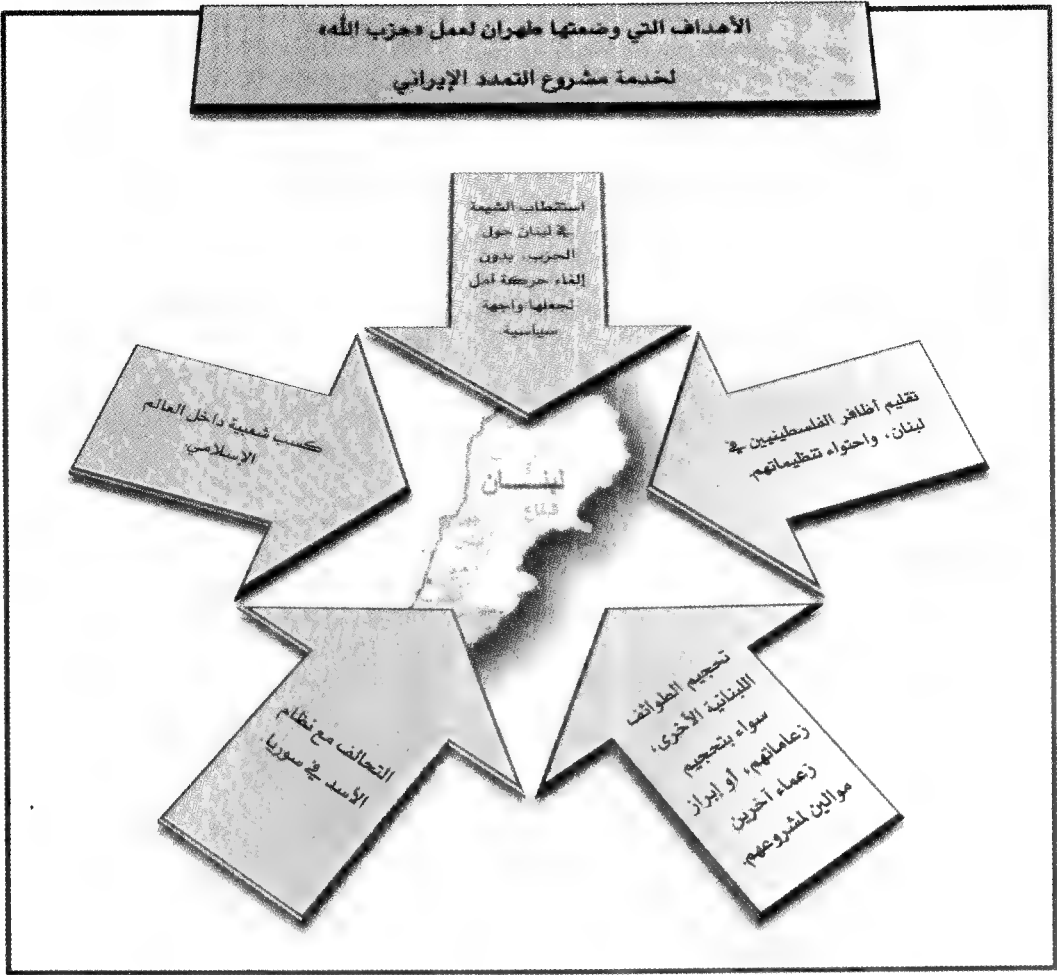 الأهداف التي وضعتها طهران لعمل «حزب الله»
لخدمة مشروع التمدد الإيراني
استقطاب الشيعة
في لبنان حول
الحزب، بدون
إلغاء حركة أمل
لجعلها واجهة
سياسية
تقليم أظافر الفلسطينيين في
لبنان، واحتواء تنظيماتهم.
تحجيم الطوائف
اللبنانية الأخرى،
سواء بتحجيم
زعاماتهم، أو إبراز
زعماء آخرين
موالين لمشروعهم.
التحالف مع نظام
الأسد في سوريا.
كسب شعبية داخل العالم
الإسلامي.
لبنــان